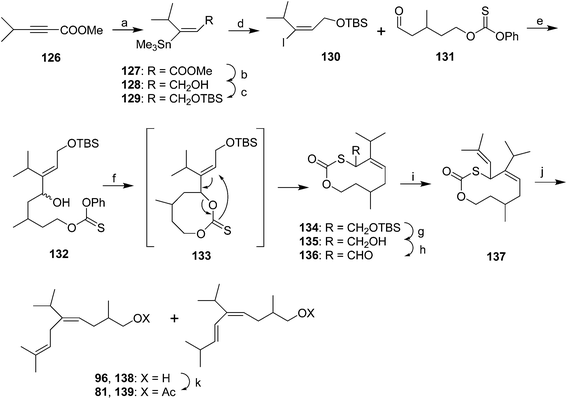 COOMe
126
a
R
Me3Sn
127: R = COOMe
128: R = CH2OH
129: R = CH2OTBS
b
c
d
OTBS
I
130
+
O
O
S
OPh
131
e
OTBS
OH
OPh
O
S
132
f
OTBS
O
O
S
133
R
S
O
O
134: R = CH2OTBS
135: R = CH2OH
136: R = CHO
g
h
i
S
O
O
137
j
OX
+
OX
96, 138: X = H
81, 139: X = Ac
k